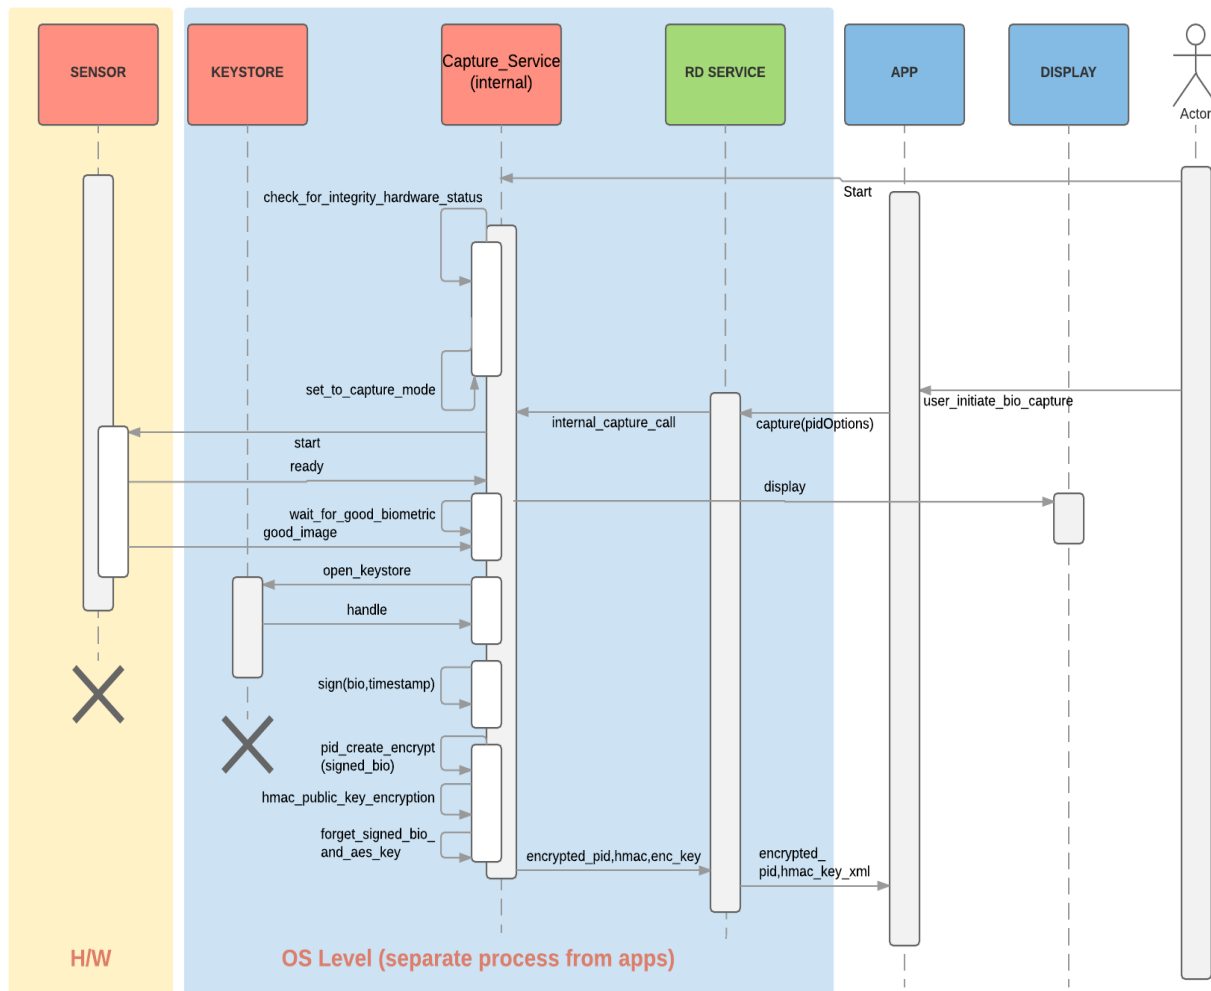 SENSOR
KEYSTORE
Capture_Service
(internal)
RD SERVICE
APP
DISPLAY
Actor
Start
check_for_integrity_hardware_status
set_to_capture_mode
user_initiate_bio_capture
internal_capture_call
capture(pidOptions)
start
ready
display
wait_for_good_biometric
good_image
open_keystore
handle
sign(bio,timestamp)
pid_create_encrypt
(signed_bio)
hmac_public_key_encryption
forget_signed_bio_
and_aes_key
encrypted_pid,hmac,enc_key
encrypted_
pid,hmac_key_xml
H/W
OS Level (separate process from apps)